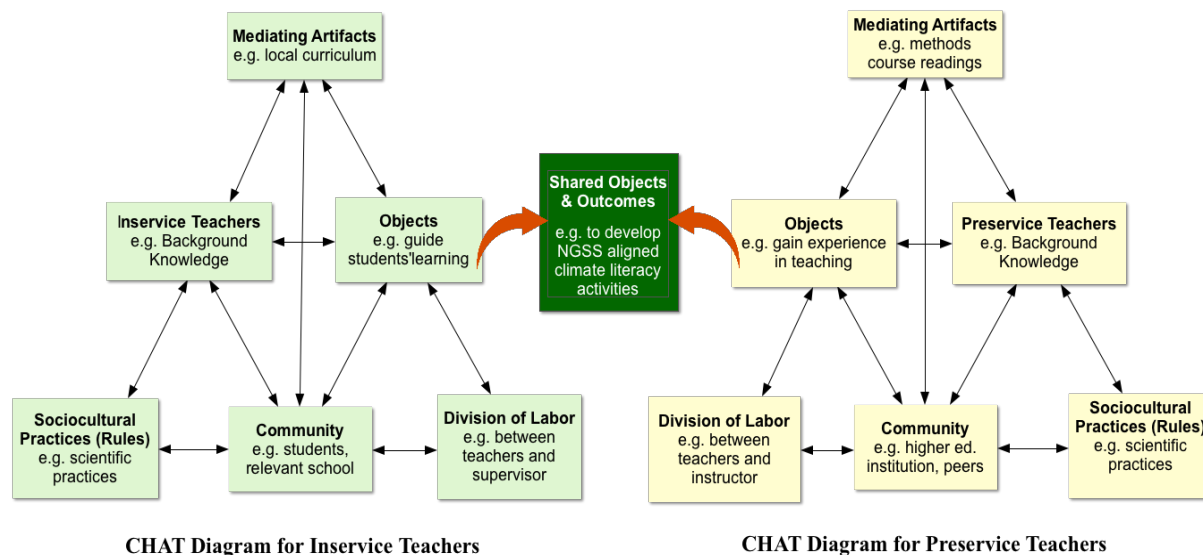 Mediating Artifacts
e.g. local curriculum
Inservice Teachers
e.g. Background
Knowledge
Objects
e.g. guide
students'learning
Sociocultural
Practices (Rules)
e.g. scientific
practices
Community
e.g. students,
relevant school
Division of Labor
e.g. between
teachers and
supervisor
CHAT Diagram for Inservice Teachers
Shared Objects
& Outcomes
e.g. to develop
NGSS aligned
climate literacy
activities
Mediating Artifacts
e.g. methods
course readings
Objects
e.g. gain experience
in teaching
Preservice Teachers
e.g. Background
Knowledge
Division of Labor
e.g. between
teachers and
instructor
Community
e.g. higher ed.
institution, peers
Sociocultural
Practices (Rules)
e.g. scientific
practices
CHAT Diagram for Preservice Teachers